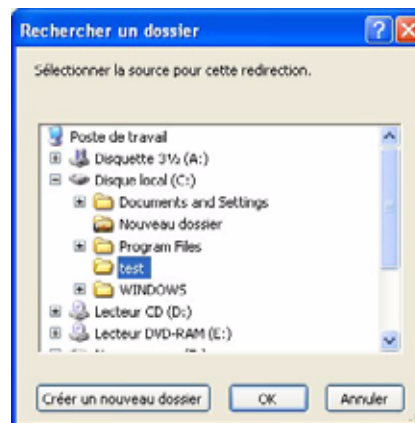 Rechercher un dossier
Sélectionner la source pour cette redirection.
Poste de travail
Disquette 3½ (A:)
Disque local (C:)
Documents and Settings
Nouveau dossier
Program Files
test
WINDOWS
Lecteur CD (D:)
Lecteur DVD-RAM (E:)
Créer un nouveau dossier OK Annuler